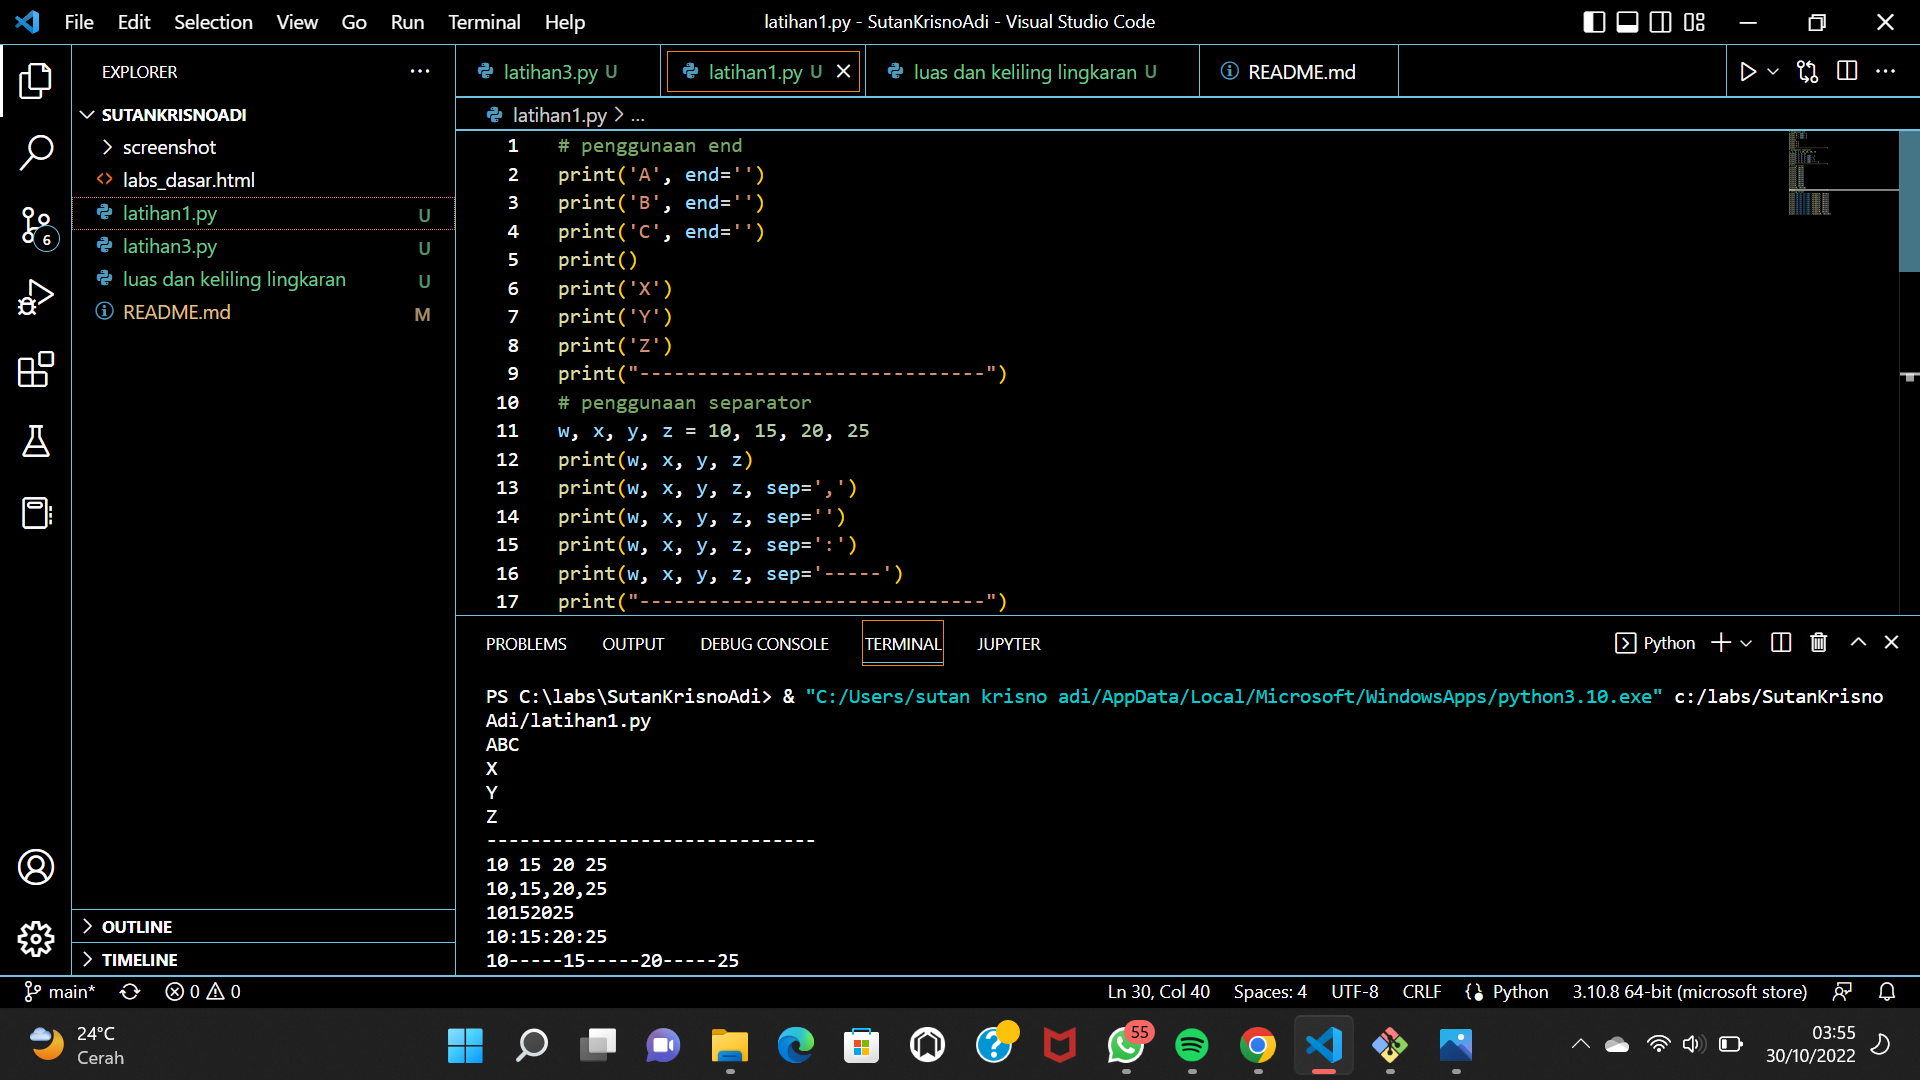 File Edit Selection View Go Run Terminal Help
latihan1.py - SutanKrisnoAdi - Visual Studio Code
EXPLORER
SUTANKRISNOADI
screenshot
labs_dasar.html
latihan1.py U
latihan3.py U
luas dan keliling lingkaran U
README.md M
OUTLINE
TIMELINE
6
latihan3.py U
latihan1.py U
luas dan keliling lingkaran U
README.md
latihan1.py > ...
1 # penggunaan end
2 print('A', end='')
3 print('B', end='')
4 print('C', end='')
5 print()
6 print('X')
7 print('Y')
8 print('Z')
9 print("------------------------------")
10 # penggunaan separator
11 w, x, y, z = 10, 15, 20, 25
12 print(w, x, y, z)
13 print(w, x, y, z, sep=',')
14 print(w, x, y, z, sep='')
15 print(w, x, y, z, sep=':')
16 print(w, x, y, z, sep='-----')
17 print("------------------------------")
PROBLEMS OUTPUT DEBUG CONSOLE TERMINAL JUPYTER
Python
PS C:\labs\SutanKrisnoAdi> & "C:/Users/sutan krisno adi/AppData/Local/Microsoft/WindowsApps/python3.10.exe" c:/labs/SutanKrisno
Adi/latihan1.py
ABC
X
Y
Z
------------------------------
10 15 20 25
10,15,20,25
10152025
10:15:20:25
10-----15-----20-----25
main* 0 0
Ln 30, Col 40 Spaces: 4 UTF-8 CRLF Python 3.10.8 64-bit (microsoft store)
24°C
Cerah
55
03:55
30/10/2022